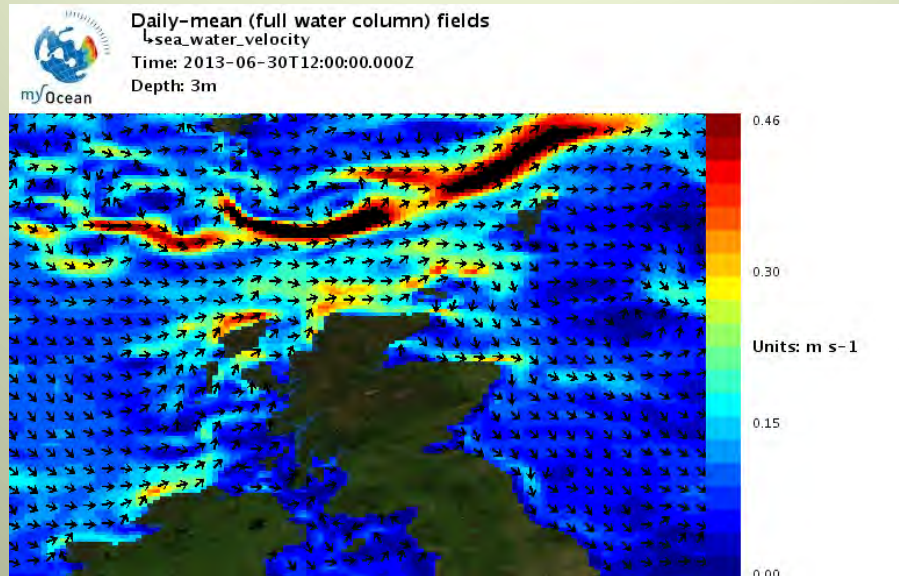 Daily-mean (full water column) fields
↳sea_water_velocity
Time: 2013-06-30T12:00:00.000Z
Depth: 3m
myOcean
0.46
0.30
Units: m s-1
0.15
0.00